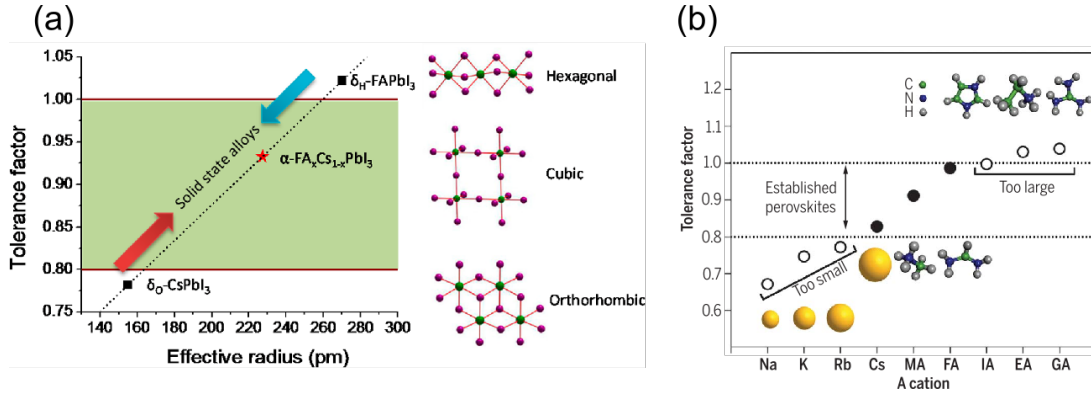 (a)
Tolerance factor
1.05
1.00
0.95
0.90
0.85
0.80
0.75
δH-FAPbI3
Solid state alloys
α-FAxCs1-xPbI3
δO-CsPbI3
140 160 180 200 220 240 260 280 300
Effective radius (pm)
Hexagonal
Cubic
Orthorhombic
(b)
Tolerance factor
1.2
1.1
1.0
0.9
0.8
0.7
0.6
C
N
H
Established
perovskites
Too large
Too small
Na K Rb Cs MA FA IA EA GA
A cation